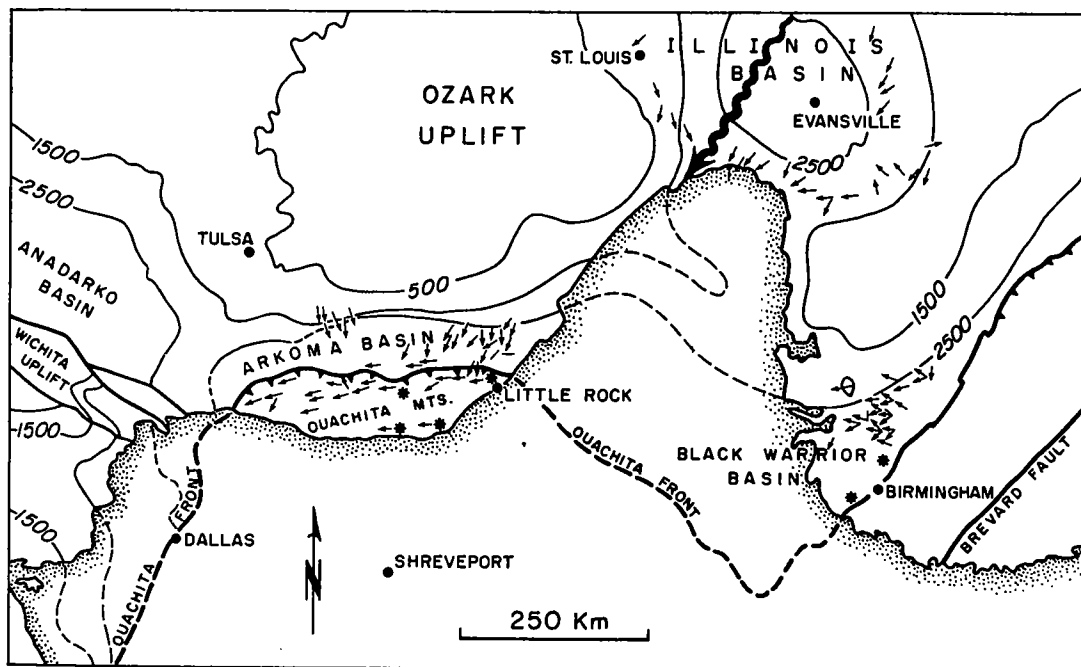 ST. LOUIS
ILLINOIS
BASIN
EVANSVILLE
2500
OZARK
UPLIFT
1500
2500
TULSA
ANADARKO
BASIN
500
WICHITA
UPLIFT
ARKOMA BASIN
1500
2500
1500
OUACHITA MTS.
LITTLE ROCK
OUACHITA FRONT
BLACK WARRIOR
BASIN
BIRMINGHAM
BREVARD FAULT
1500
DALLAS
OUACHITA FRONT
N
SHREVEPORT
250 Km